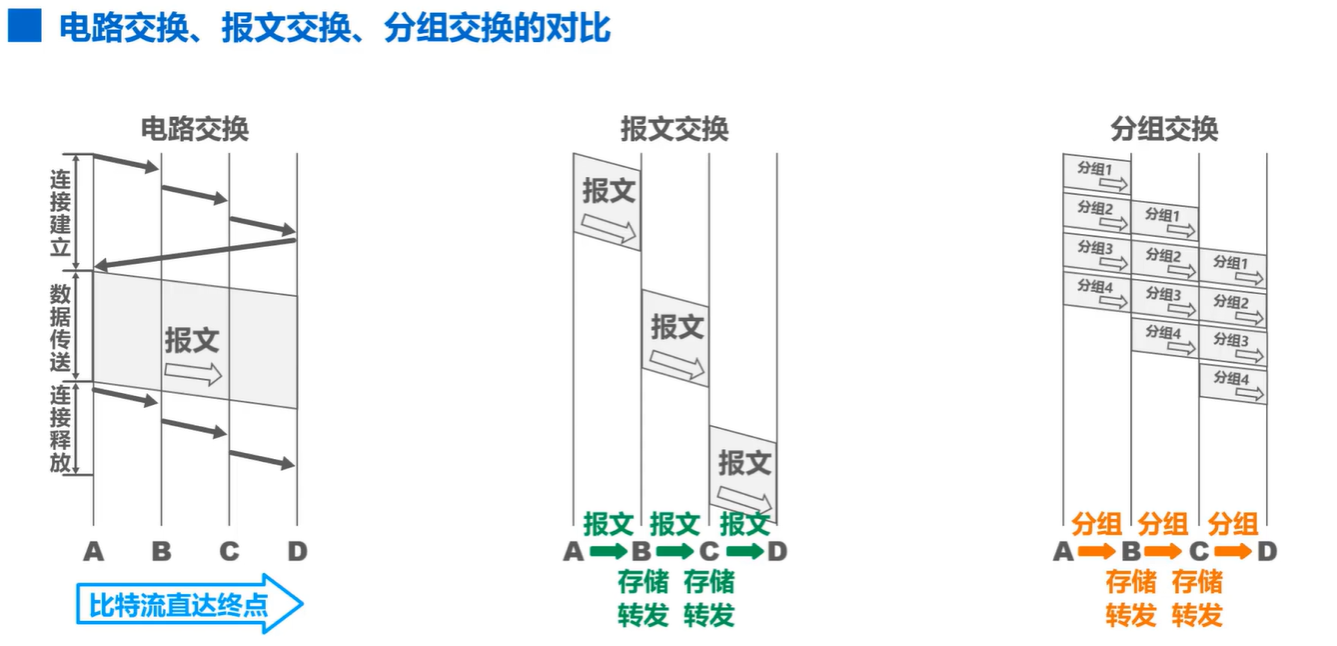 电路交换、报文交换、分组交换的对比
电路交换
连接建立
数据传送
连接释放
报文
A B C D
比特流直达终点
报文交换
报文
报文
报文
报文 报文 报文
A B C D
存储 存储
转发 转发
分组交换
分组1
分组2 分组1
分组3 分组2 分组1
分组4 分组3 分组2
分组4 分组3
分组4
分组 分组 分组
A B C D
存储 存储
转发 转发